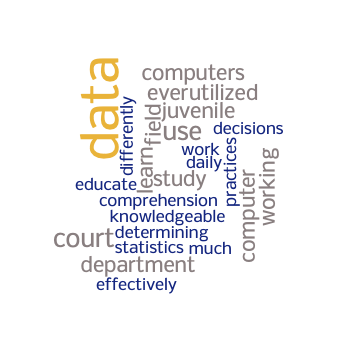 data
computers
everutilized
differently
field
juvenile
use
decisions
work
daily
learn
study
practices
working
educate
computer
comprehension
knowledgeable
court
determining
statistics
much
department
effectively